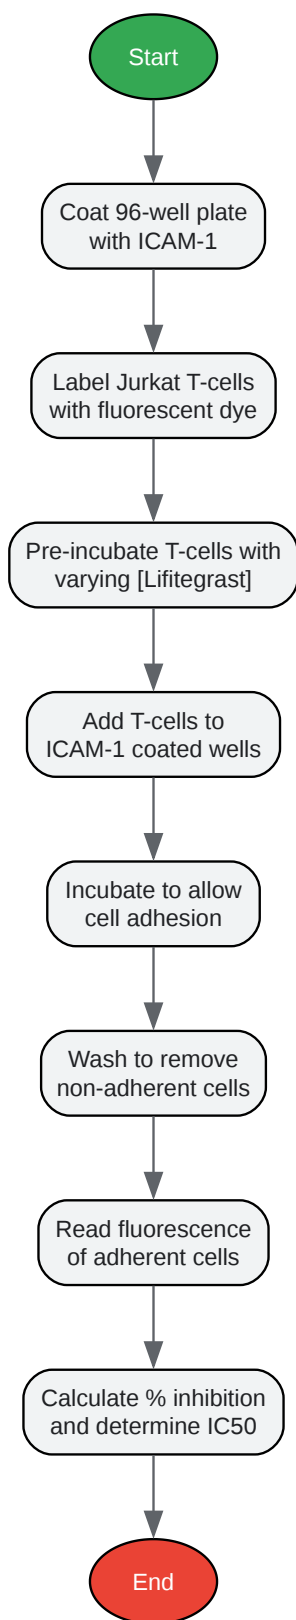 Start
Coat 96-well plate
with ICAM-1
Label Jurkat T-cells
with fluorescent dye
Pre-incubate T-cells with
varying [Lifitegrast]
Add T-cells to
ICAM-1 coated wells
Incubate to allow
cell adhesion
Wash to remove
non-adherent cells
Read fluorescence
of adherent cells
Calculate % inhibition
and determine IC50
End